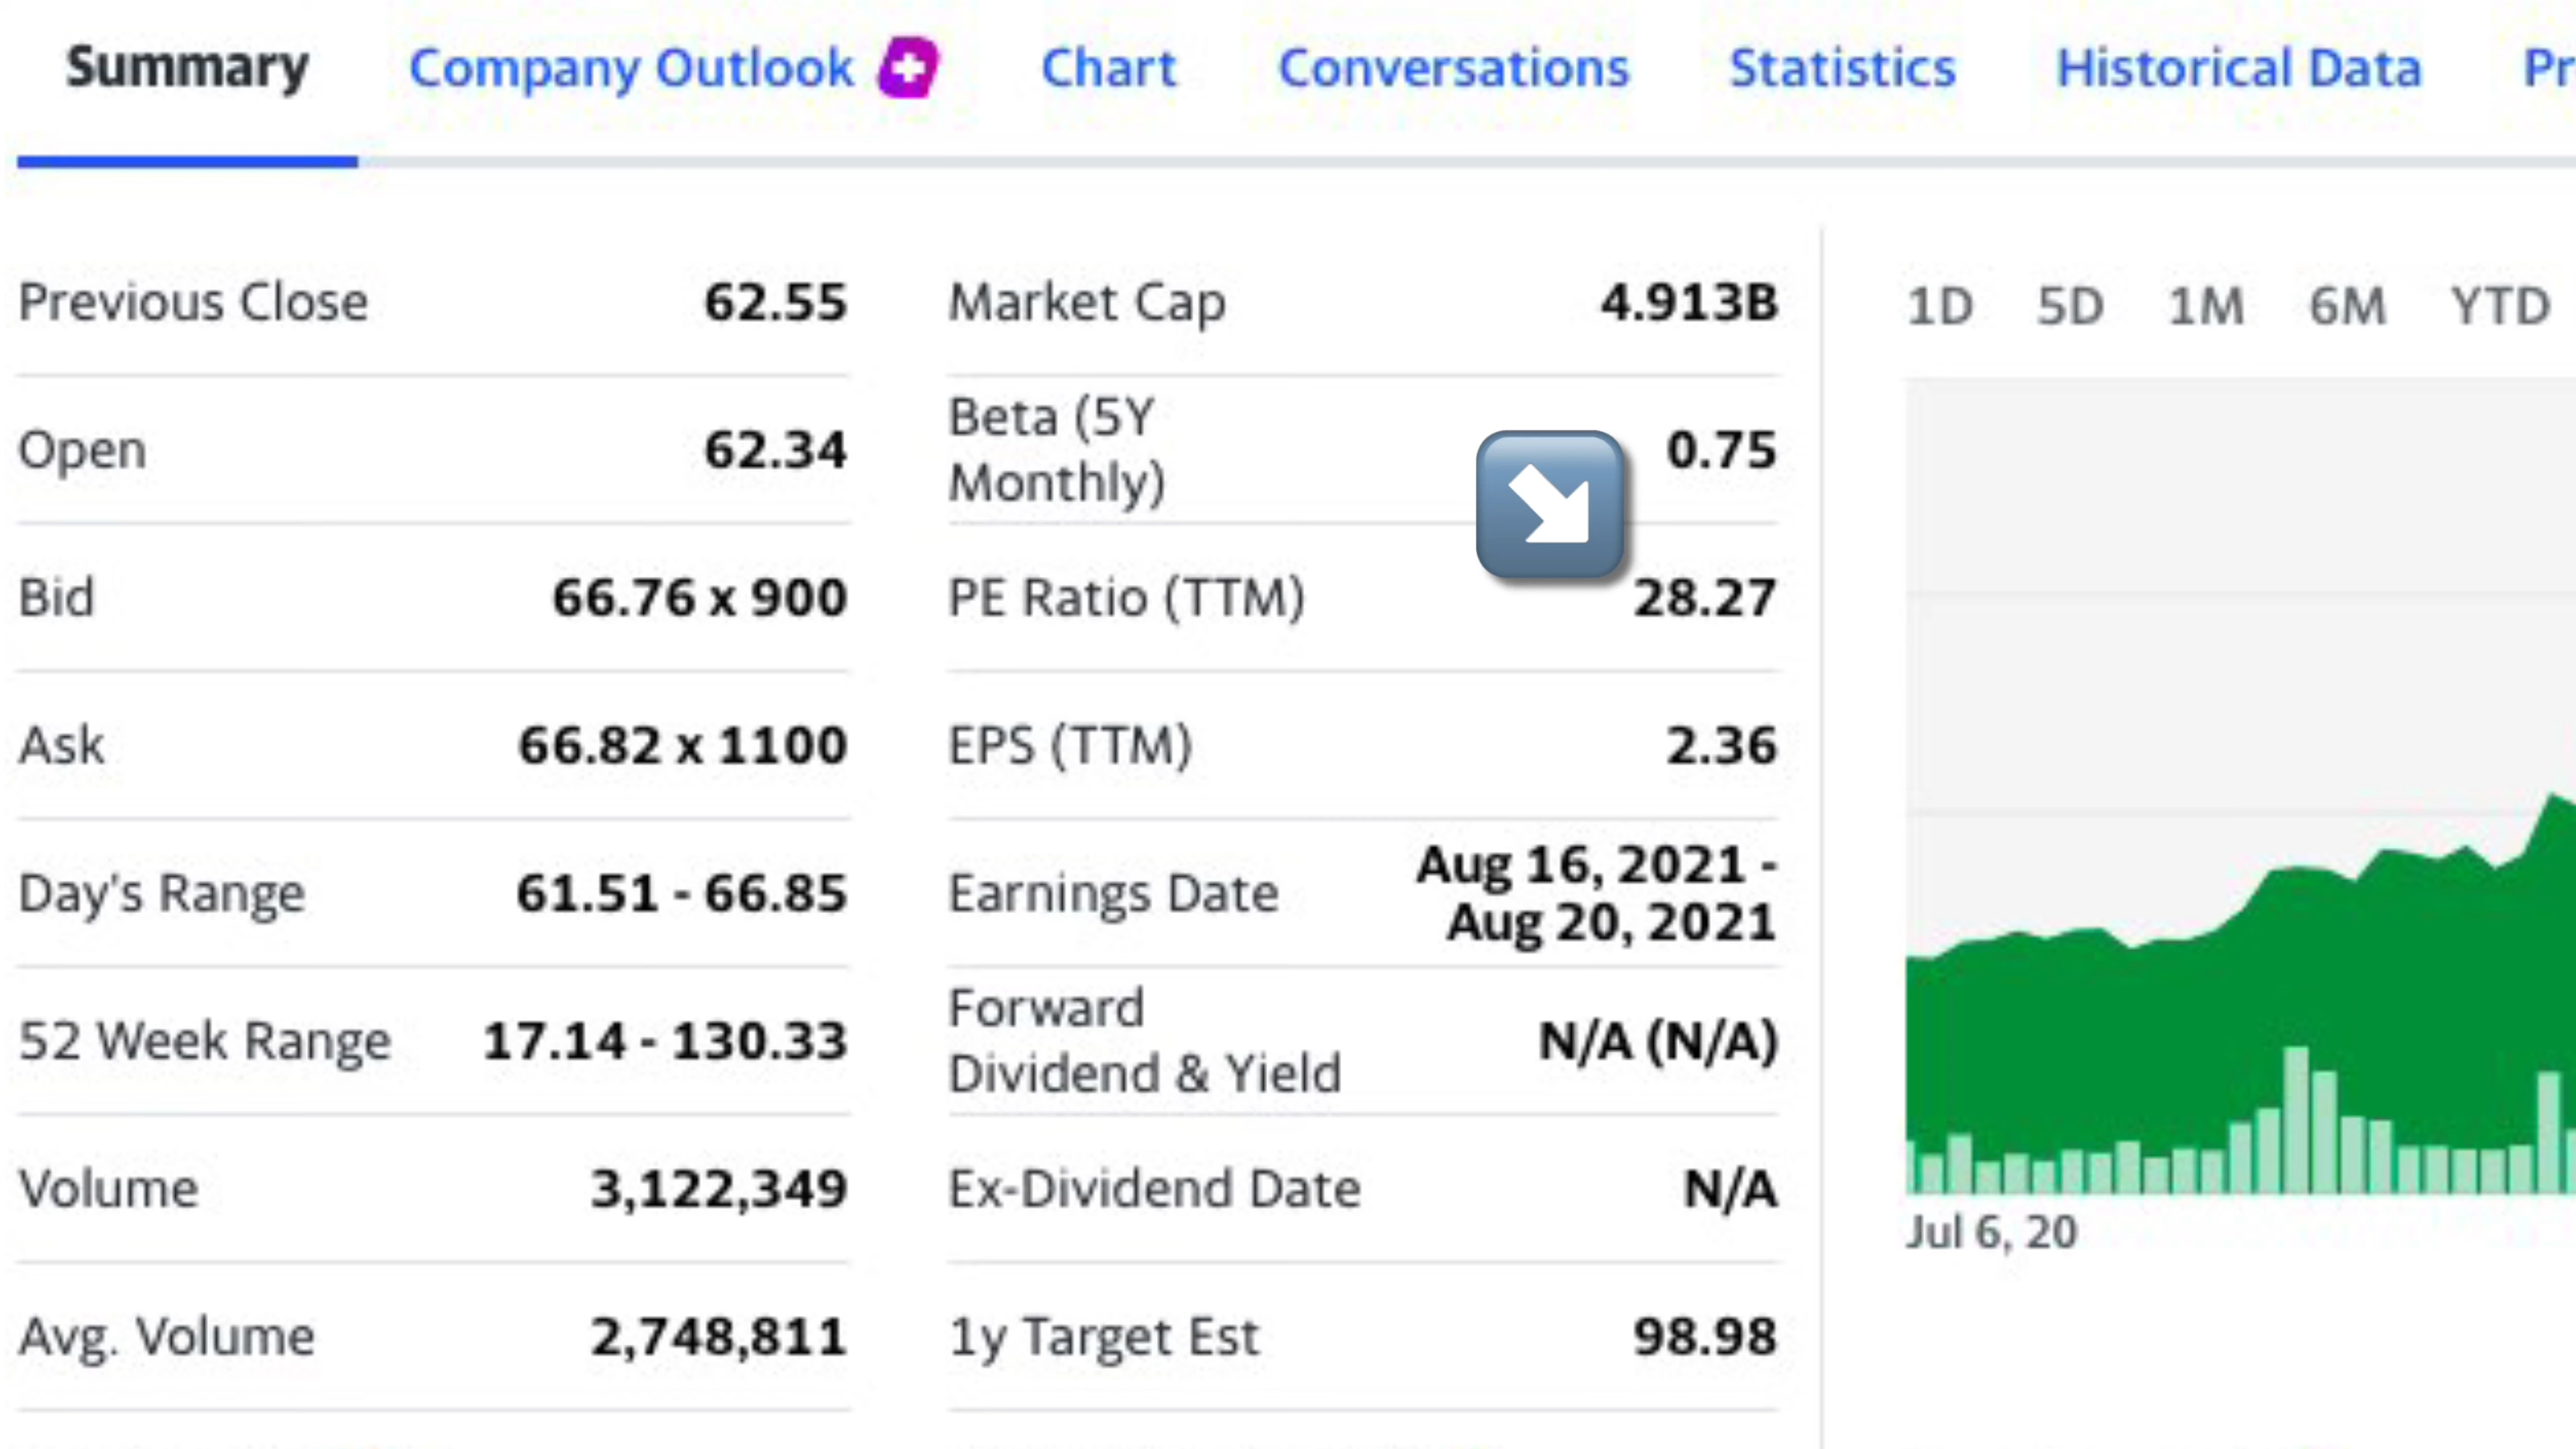 Summary Company Outlook Chart Conversations Statistics Historical Data Pr
Previous Close 62.55
Open 62.34
Bid 66.76 x 900
Ask 66.82 x 1100
Day's Range 61.51 - 66.85
52 Week Range 17.14 - 130.33
Volume 3,122,349
Avg. Volume 2,748,811
Market Cap 4.913B
Beta (5Y
Monthly) 0.75
PE Ratio (TTM) 28.27
EPS (TTM) 2.36
Earnings Date Aug 16, 2021 -
Aug 20, 2021
Forward
Dividend & Yield N/A (N/A)
Ex-Dividend Date N/A
1y Target Est 98.98
1D 5D 1M 6M YTD
Jul 6, 20